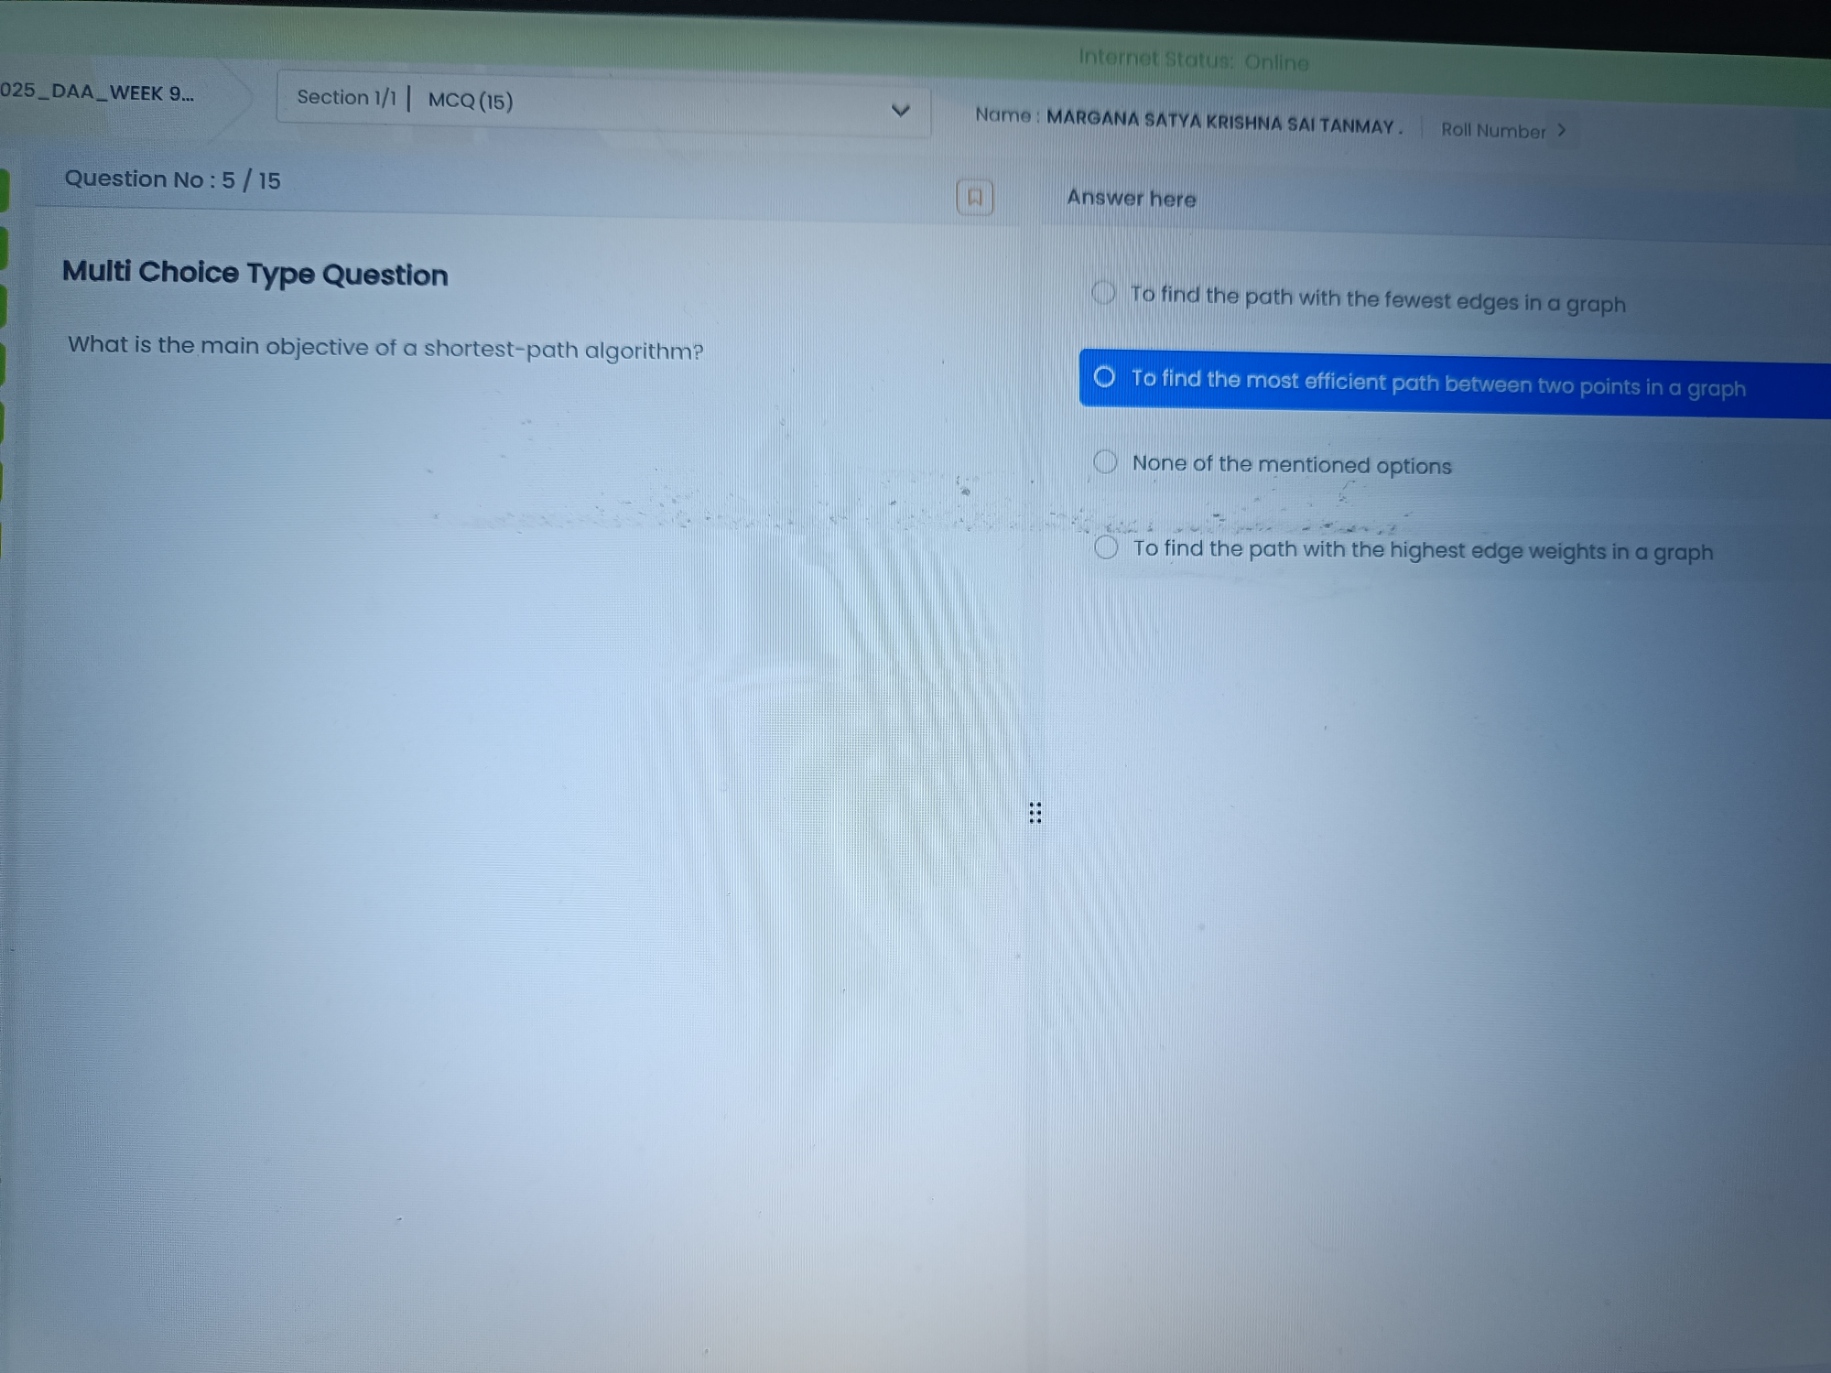 Internet Status: Online
025_DAA_WEEK 9...
Section 1/1 | MCQ (15)
Name : MARGANA SATYA KRISHNA SAI TANMAY .
Roll Number >
Question No : 5 / 15
Answer here
Multi Choice Type Question
What is the main objective of a shortest-path algorithm?
To find the path with the fewest edges in a graph
To find the most efficient path between two points in a graph
None of the mentioned options
To find the path with the highest edge weights in a graph